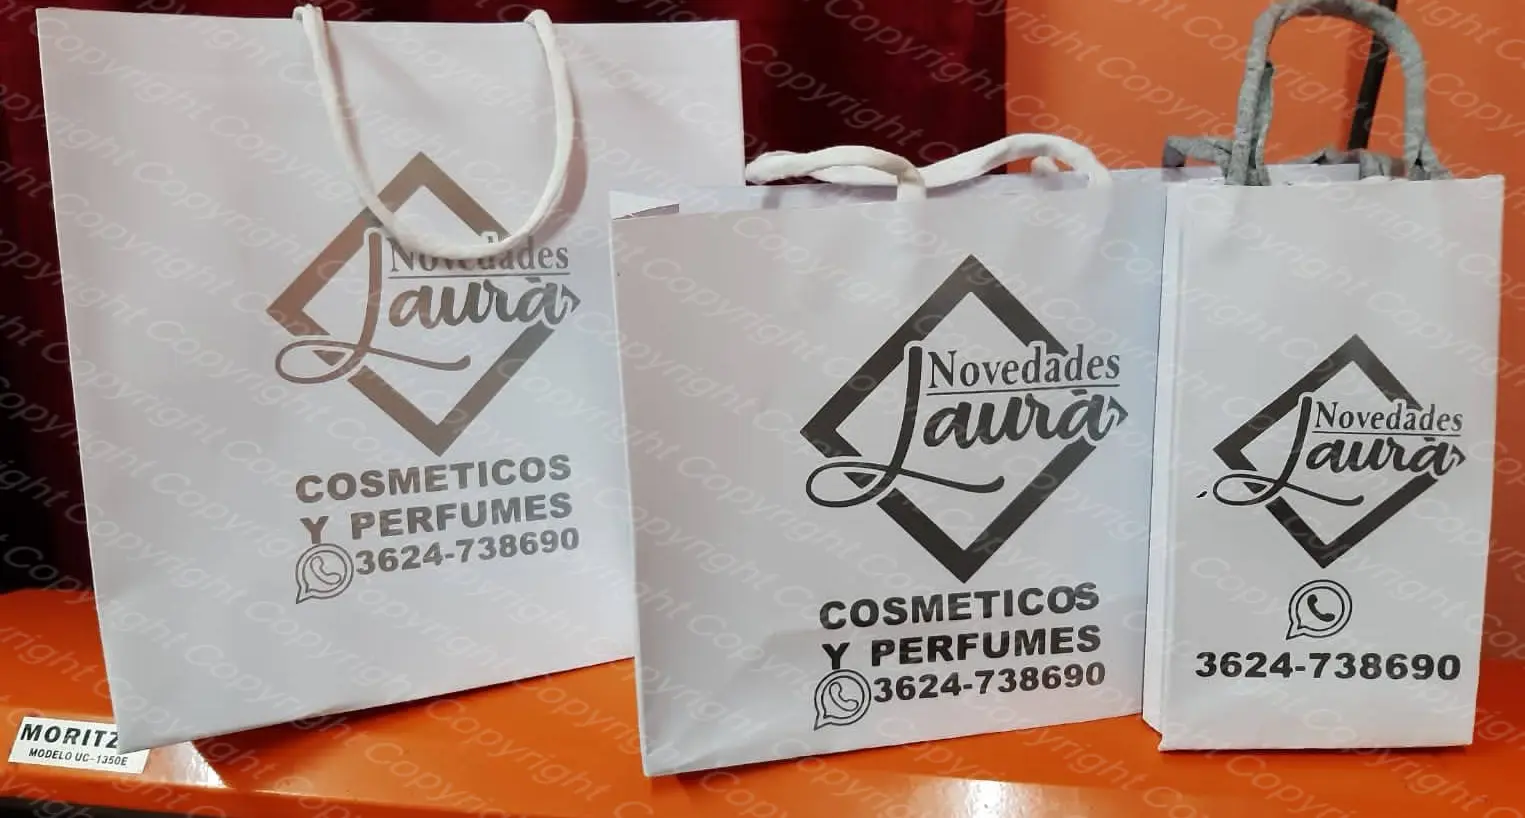 Novedades
Laura
COSMETICOS
Y PERFUMES
3624-738690
Novedades
Laura
COSMETICOS
Y PERFUMES
3624-738690
Novedades
Laura
3624-738690
MORITZ
MODELO UC-1350E
Copyright Copyright Copyright Copyright